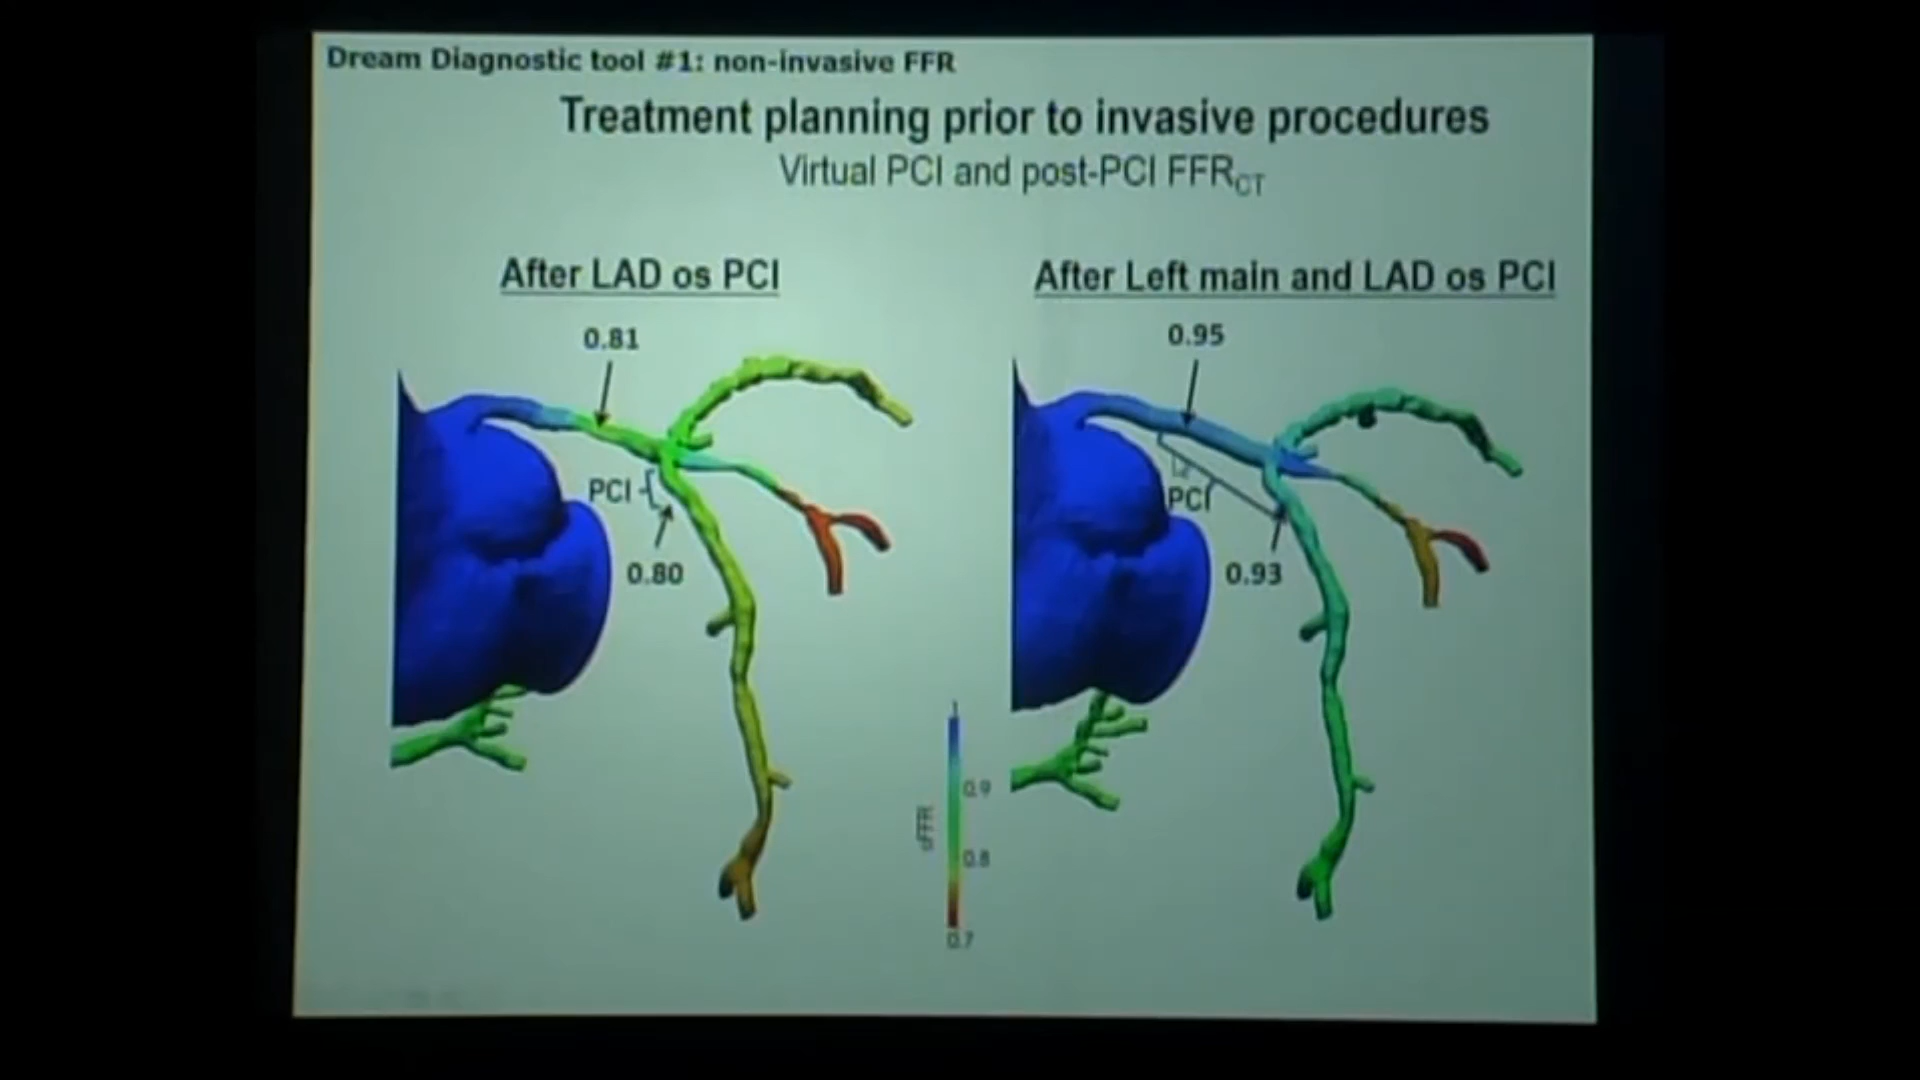 Dream Diagnostic tool #1: non-invasive FFR
Treatment planning prior to invasive procedures
Virtual PCI and post-PCI FFRCT
After LAD os PCI
0.81
PCI
0.80
After Left main and LAD os PCI
0.95
PCI
0.93
1
0.9
0.8
0.7
cFFR